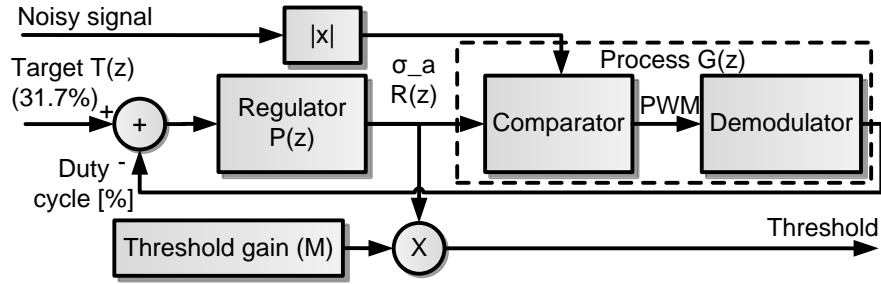 Noisy signal
|x|
Target T(z)
(31.7%)
+
+
-
Regulator
P(z)
σ_a
R(z)
Process G(z)
Comparator
PWM
Demodulator
Duty
cycle [%]
Threshold gain (M)
X
Threshold